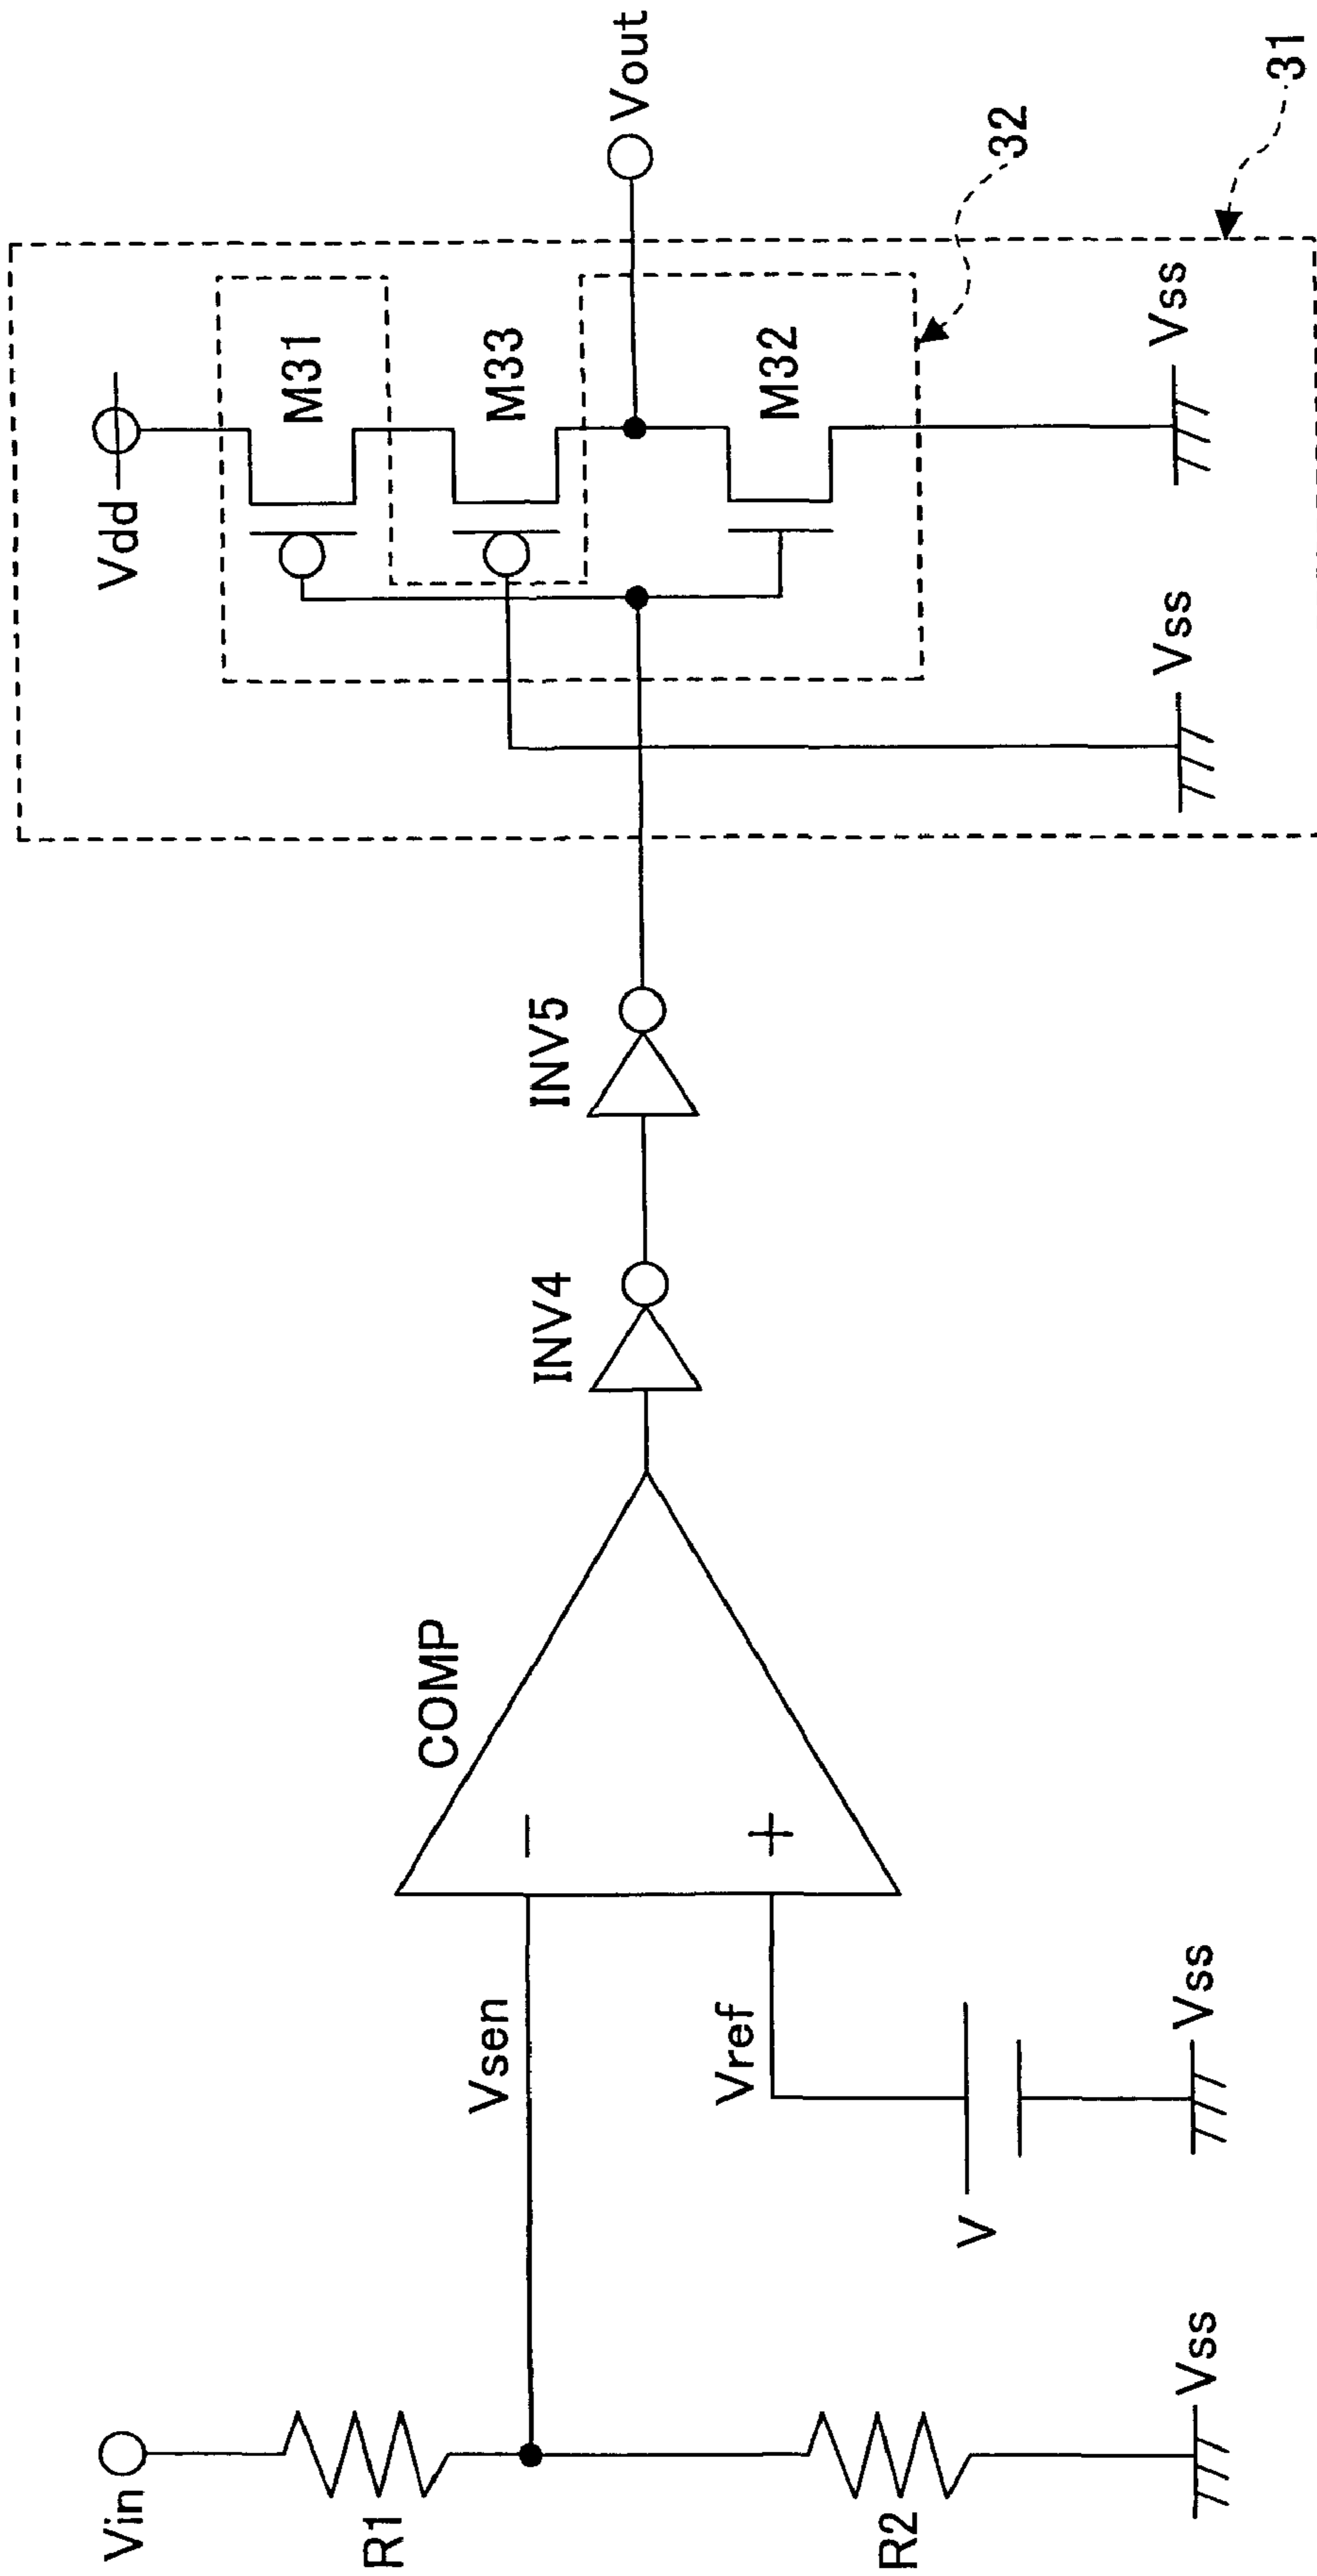 Vin
R1
R2
Vss
Vsen
Vref
V
Vss
COMP
−
+
INV4
INV5
Vdd
M31
M33
M32
Vss
Vss
Vout
32
31